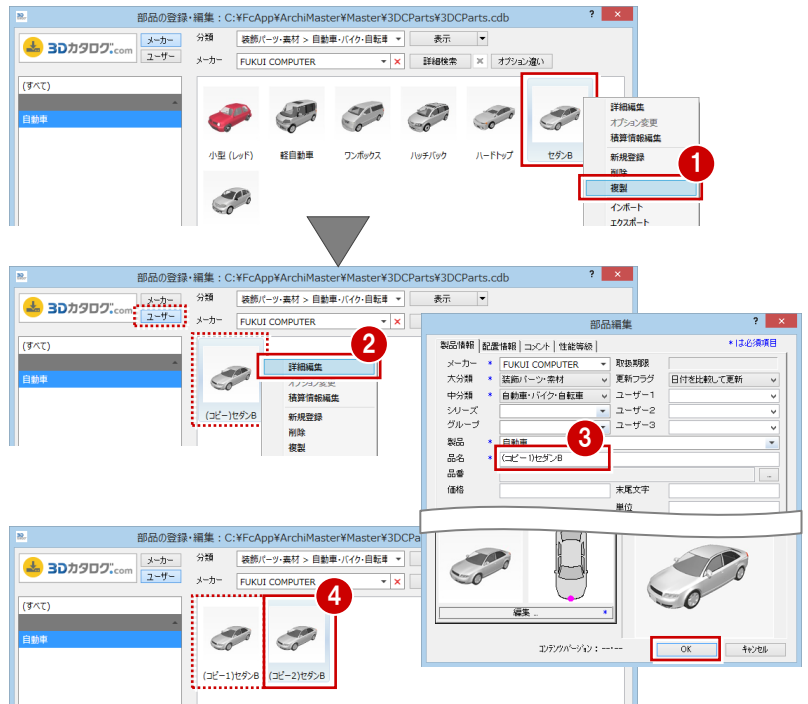 部品の登録・編集 : C:¥FcApp¥ArchiMaster¥Master¥3DCParts¥3DCParts.cdb ? ×
3Dカタログ.com
メーカー
ユーザー
分類 装飾パーツ・素材 > 自動車・バイク・自転車 表示
メーカー FUKUI COMPUTER × 詳細検索 × オプション違い
(すべて)
自動車
小型 (レッド) 軽自動車 ワンボックス ハッチバック ハードトップ セダンB
詳細編集
オプション変更
積算情報編集
新規登録
削除
複製
インポート
エクスポート
1
部品の登録・編集 : C:¥FcApp¥ArchiMaster¥Master¥3DCParts¥3DCParts.cdb ? ×
3Dカタログ.com
メーカー
ユーザー
分類 装飾パーツ・素材 > 自動車・バイク・自転車 表示
メーカー FUKUI COMPUTER ×
(すべて)
自動車
(コピー)セダンB
2
詳細編集
オプション変更
積算情報編集
新規登録
削除
複製
部品編集 ? ×
製品情報 配置情報 コメント 性能等級 * は必須項目
メーカー * FUKUI COMPUTER 取扱期限
大分類 * 装飾パーツ・素材 更新フラグ 日付を比較して更新
中分類 * 自動車・バイク・自転車 ユーザー1
シリーズ ユーザー2
グループ ユーザー3
製品 * 自動車
3
品名 * (コピー1)セダンB
品番 ...
価格 末尾文字
単位
編集 ... *
コンテンツバージョン : --.--
OK キャンセル
部品の登録・編集 : C:¥FcApp¥ArchiMaster¥Master¥3DCPa
3Dカタログ.com
メーカー
ユーザー
分類 装飾パーツ・素材 > 自動車・バイク・自転車
メーカー FUKUI COMPUTER ×
(すべて)
自動車
4
(コピー1)セダンB (コピー2)セダンB